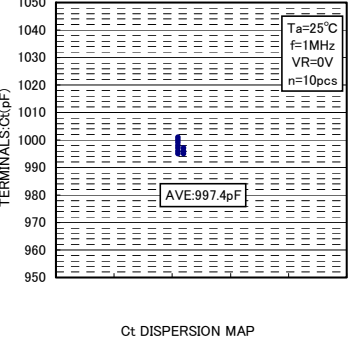 1050
1040
1030
1020
1010
1000
990
980
970
960
950
TERMINALS:Ct(pF)
Ta=25°C
f=1MHz
VR=0V
n=10pcs
AVE:997.4pF
Ct DISPERSION MAP